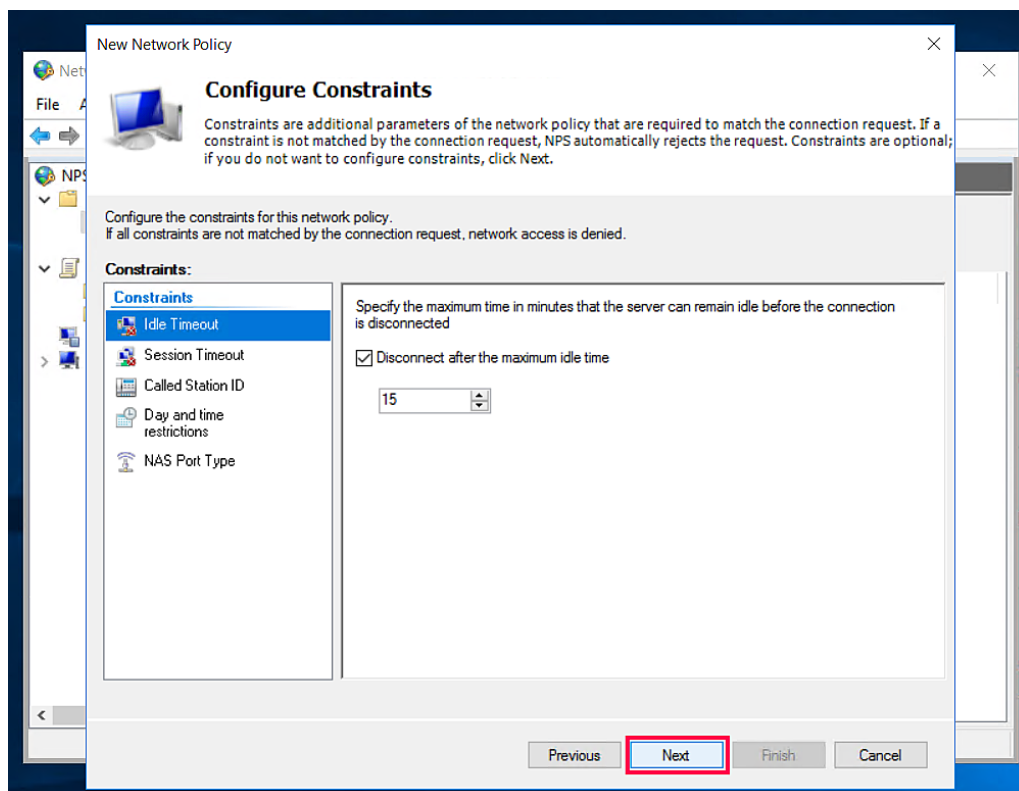 New Network Policy
Net
File A
NPS
Configure Constraints
Constraints are additional parameters of the network policy that are required to match the connection request. If a
constraint is not matched by the connection request, NPS automatically rejects the request. Constraints are optional;
if you do not want to configure constraints, click Next.
Configure the constraints for this network policy.
If all constraints are not matched by the connection request, network access is denied.
Constraints:
Constraints
Idle Timeout
Session Timeout
Called Station ID
Day and time
restrictions
NAS Port Type
Specify the maximum time in minutes that the server can remain idle before the connection
is disconnected
Disconnect after the maximum idle time
15
Previous Next Finish Cancel